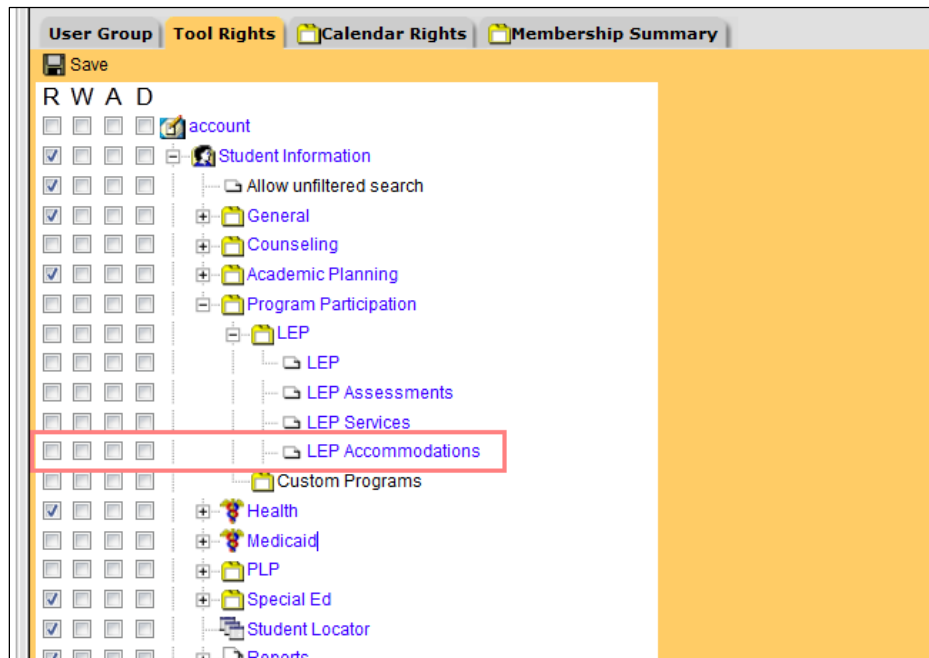 User Group Tool Rights Calendar Rights Membership Summary
Save
R W A D
account
Student Information
Allow unfiltered search
General
Counseling
Academic Planning
Program Participation
LEP
LEP
LEP Assessments
LEP Services
LEP Accommodations
Custom Programs
Health
Medicaid
PLP
Special Ed
Student Locator
Reports